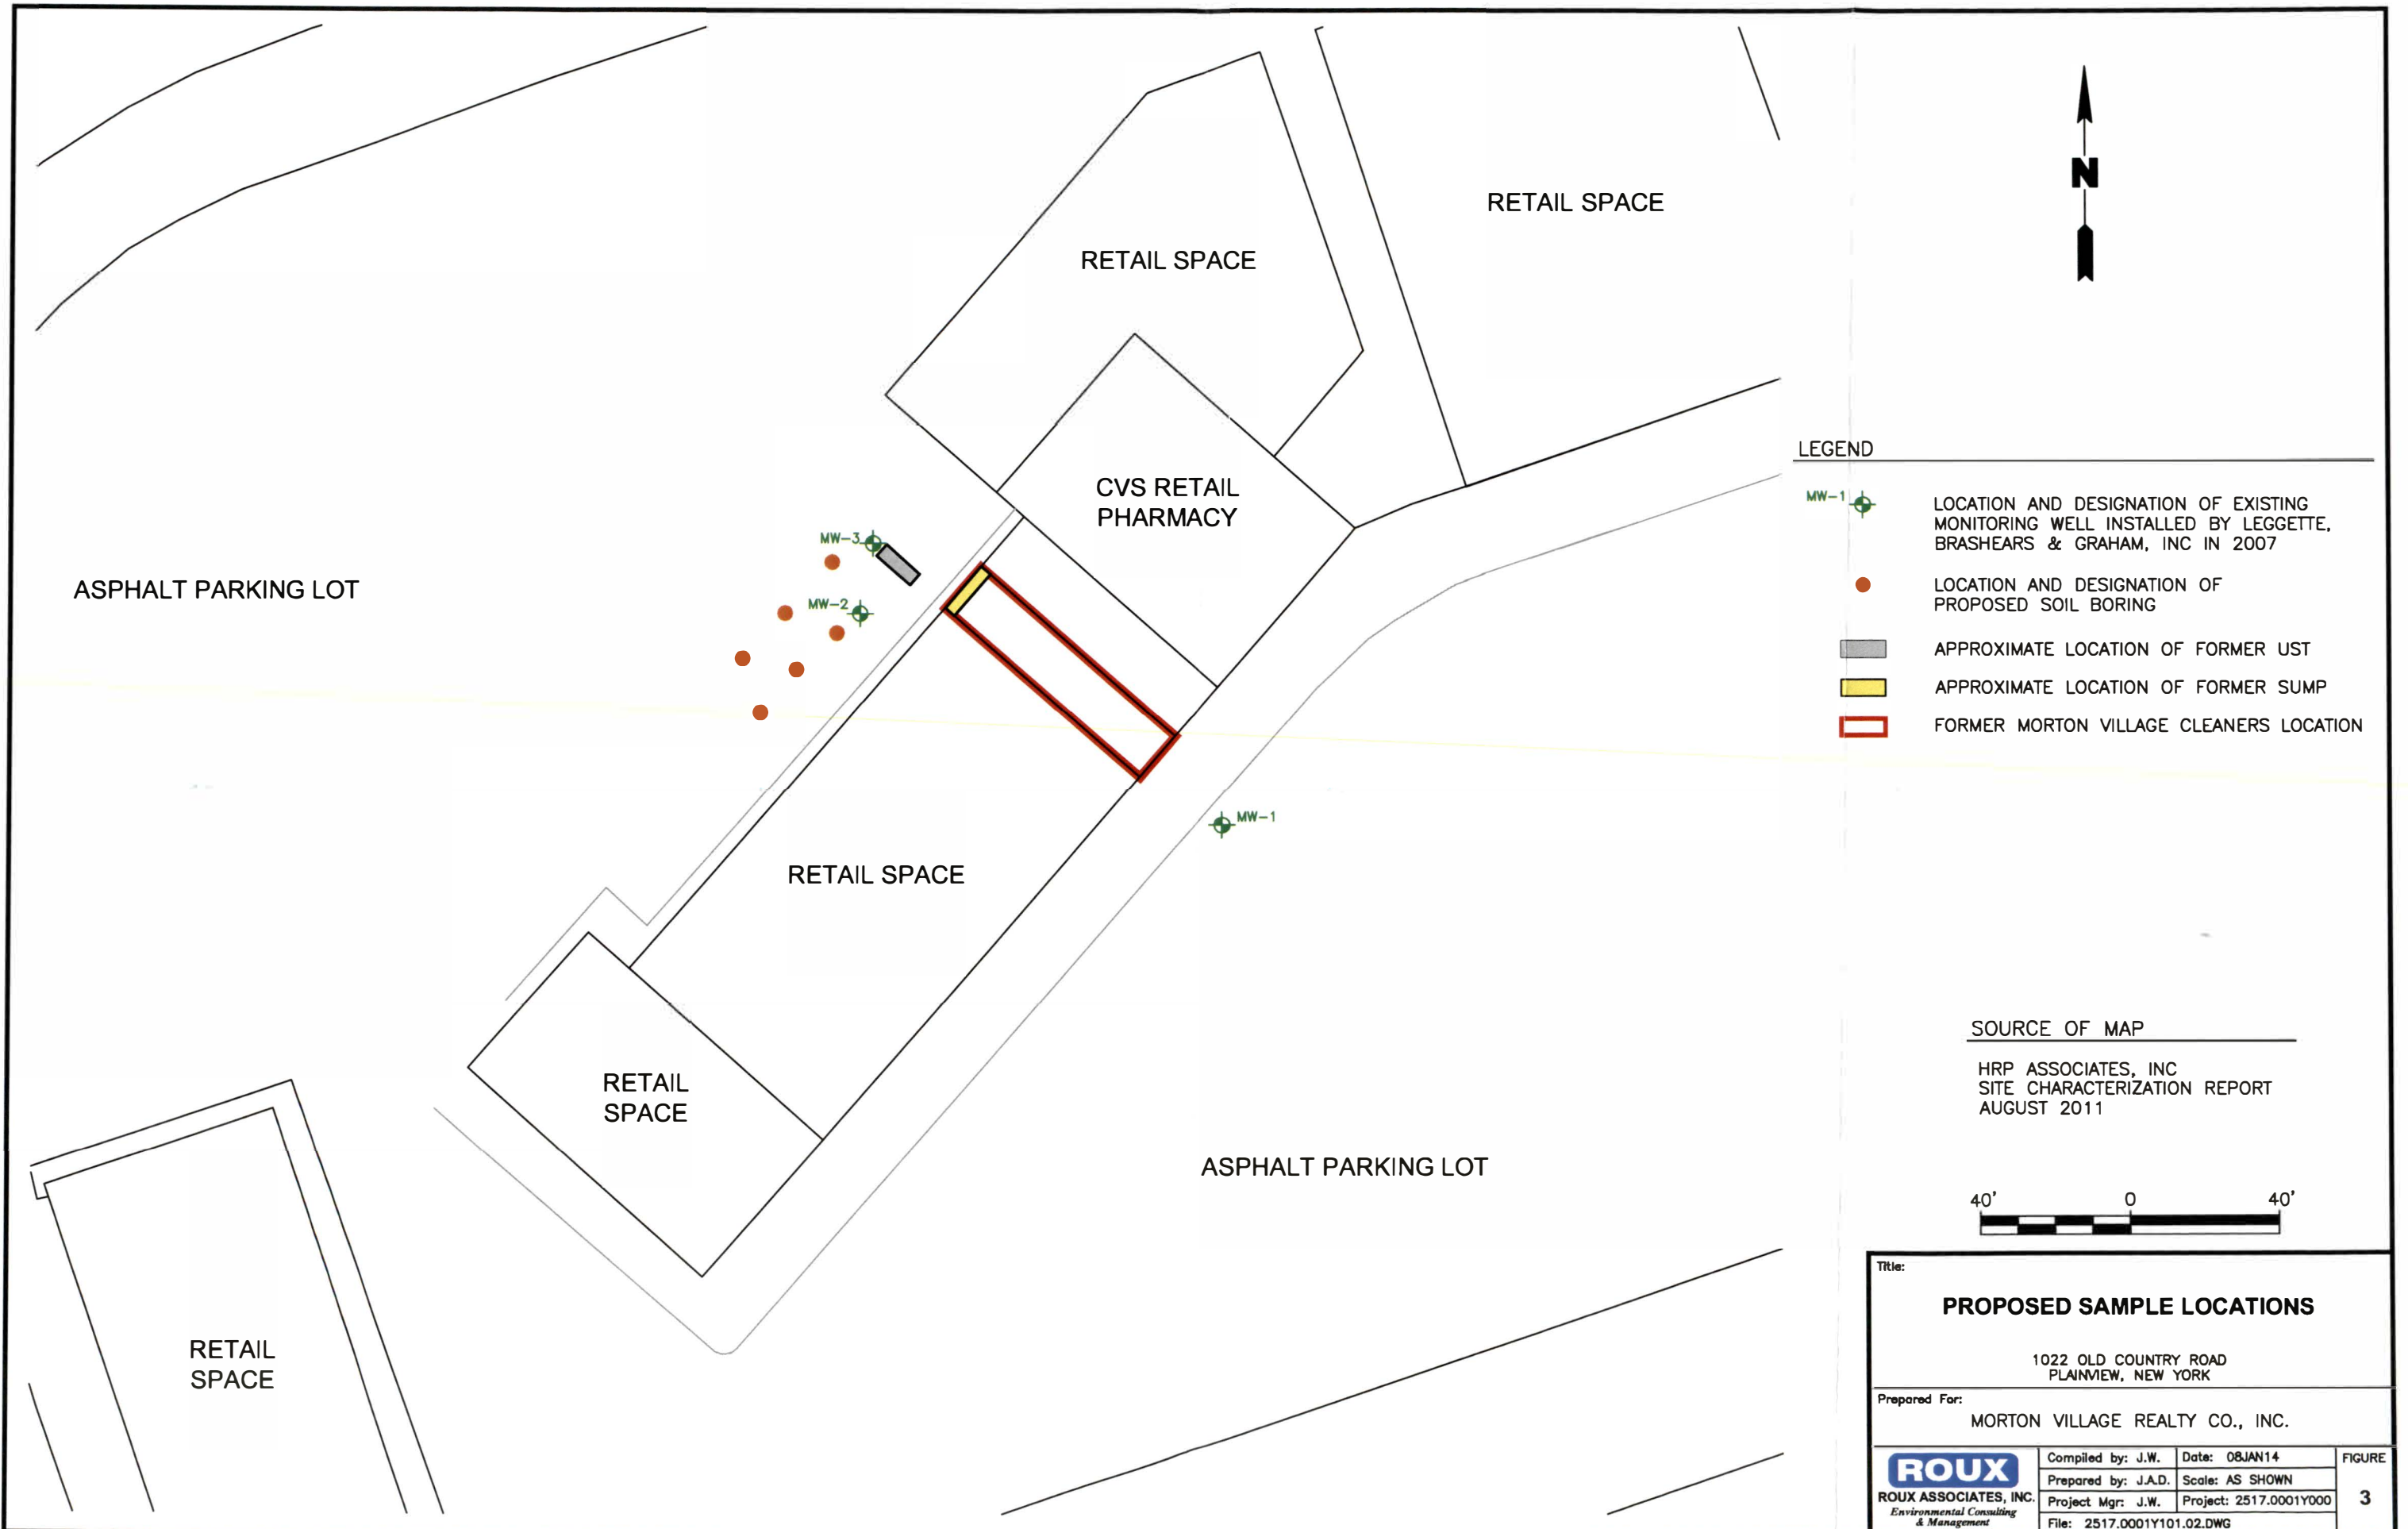 RETAIL SPACE
RETAIL SPACE
N
CVS RETAIL
PHARMACY
MW-3
MW-2
ASPHALT PARKING LOT
MW-1
RETAIL SPACE
RETAIL
SPACE
ASPHALT PARKING LOT
RETAIL
SPACE
LEGEND
MW-1
LOCATION AND DESIGNATION OF EXISTING
MONITORING WELL INSTALLED BY LEGGETTE,
BRASHEARS & GRAHAM, INC IN 2007
LOCATION AND DESIGNATION OF
PROPOSED SOIL BORING
APPROXIMATE LOCATION OF FORMER UST
APPROXIMATE LOCATION OF FORMER SUMP
FORMER MORTON VILLAGE CLEANERS LOCATION
SOURCE OF MAP
HRP ASSOCIATES, INC
SITE CHARACTERIZATION REPORT
AUGUST 2011
40' 0 40'
Title:
PROPOSED SAMPLE LOCATIONS
1022 OLD COUNTRY ROAD
PLAINVIEW, NEW YORK
Prepared For:
MORTON VILLAGE REALTY CO., INC.
ROUX
ROUX ASSOCIATES, INC.
Environmental Consulting
& Management
Compiled by: J.W. Date: 08JAN14
Prepared by: J.A.D. Scale: AS SHOWN
Project Mgr: J.W. Project: 2517.0001Y000
File: 2517.0001Y101.02.DWG
FIGURE
3